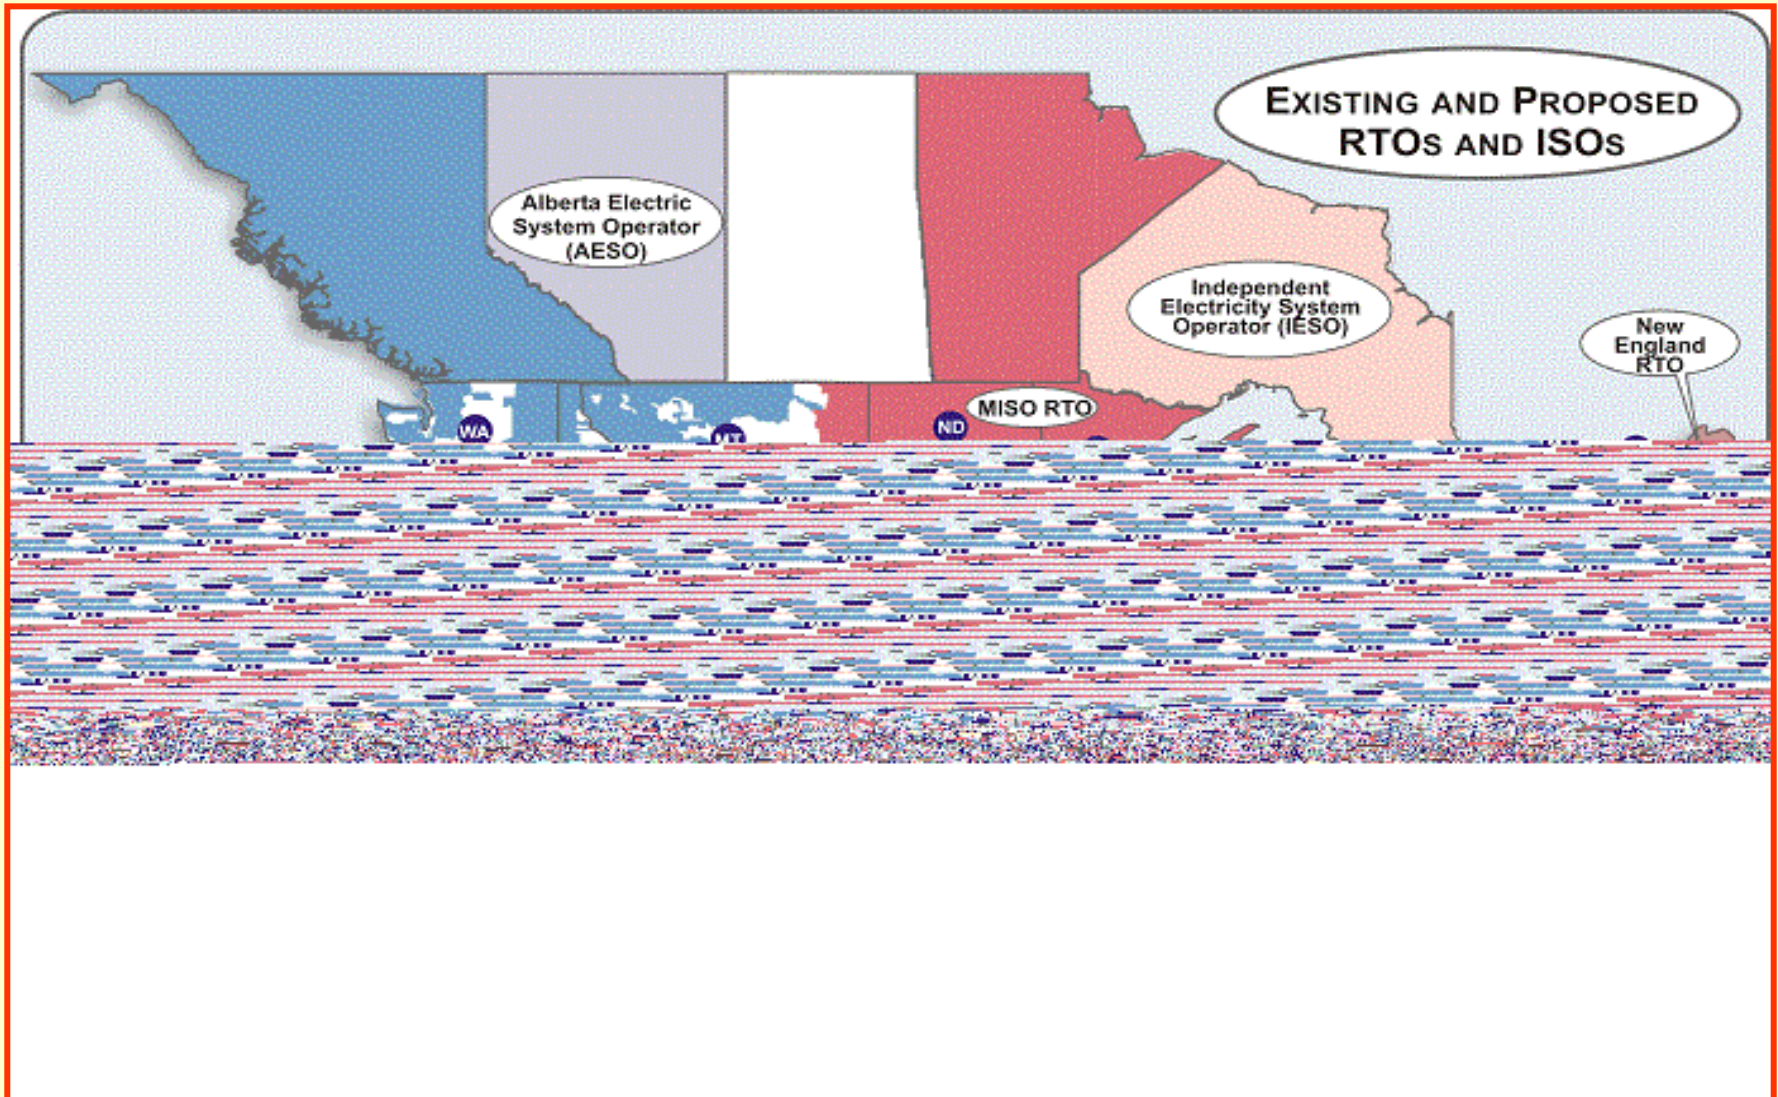 EXISTING AND PROPOSED
RTOS AND ISOS
Alberta Electric
System Operator
(AESO)
Independent
Electricity System
Operator (IESO)
New
England
RTO
MISO RTO
WA
MT
ND